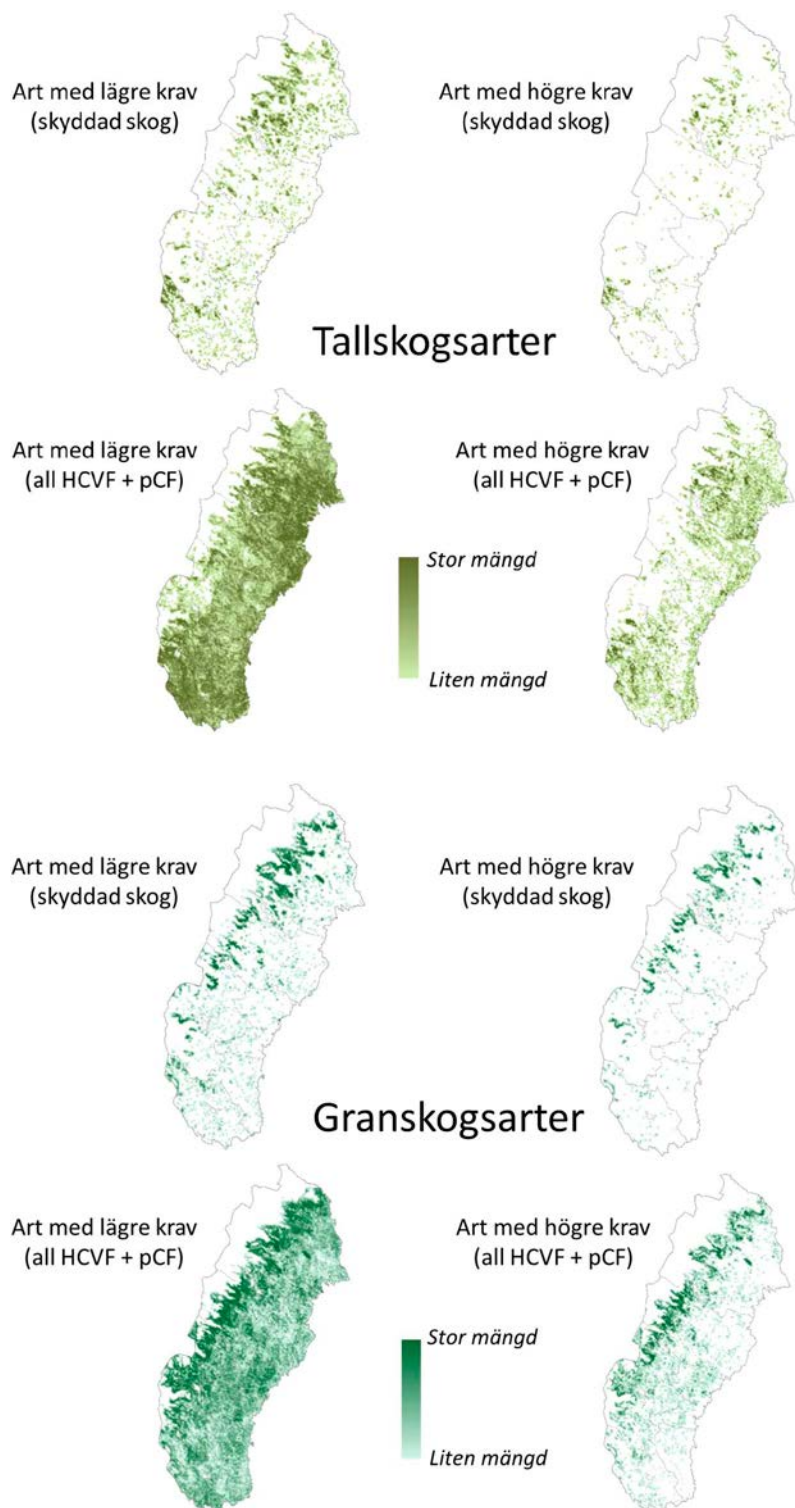 Art med lägre krav
(skyddad skog)
Art med högre krav
(skyddad skog)
Tallskogsarter
Art med lägre krav
(all HCVF + pCF)
Art med högre krav
(all HCVF + pCF)
Stor mängd
Liten mängd
Art med lägre krav
(skyddad skog)
Art med högre krav
(skyddad skog)
Granskogsarter
Art med lägre krav
(all HCVF + pCF)
Art med högre krav
(all HCVF + pCF)
Stor mängd
Liten mängd